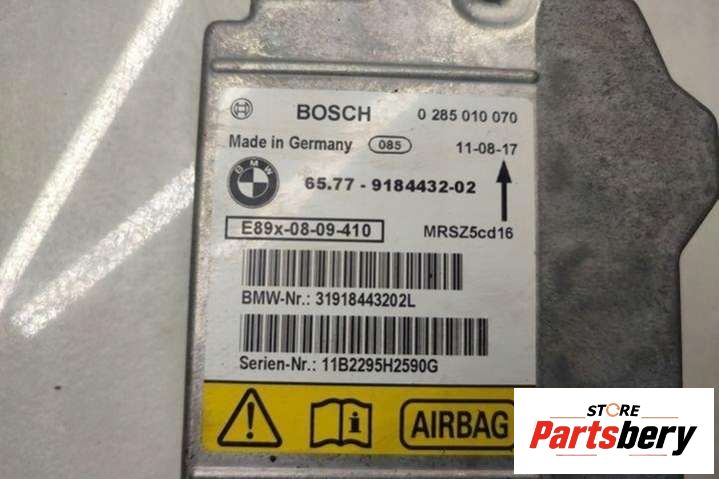 BOSCH 0 285 010 070
Made in Germany 085 11-08-17
BMW 65.77 - 9184432-02
E89x-08-09-410 MRSZ5cd16
BMW-Nr.: 31918443202L
Serien-Nr.: 11B2295H2590G
! i AIRBAG
STORE
Partsbery